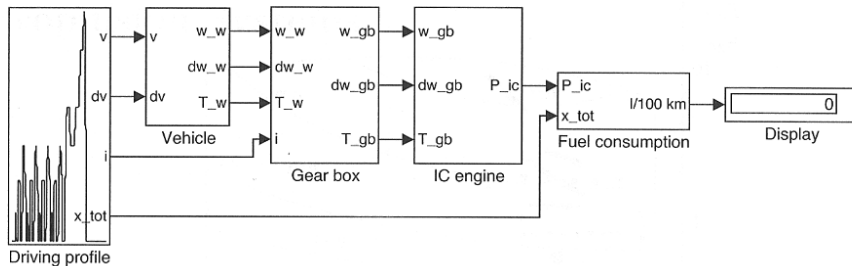 v
dv
i
x_tot
Driving profile
v
dv
w_w
dw_w
T_w
Vehicle
w_w
dw_w
T_w
i
w_gb
dw_gb
T_gb
Gear box
w_gb
dw_gb
T_gb
P_ic
IC engine
P_ic
x_tot
l/100 km
Fuel consumption
0
Display